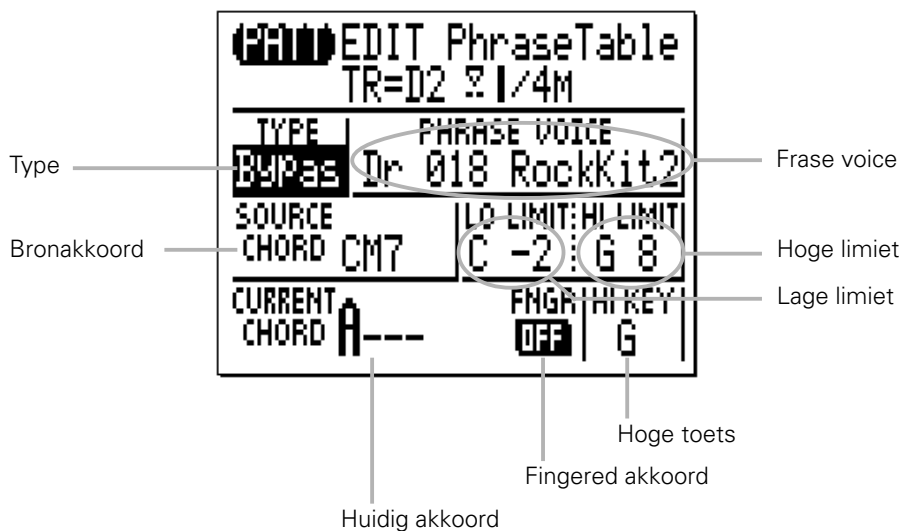 PATT EDIT PhraseTable
TR=D2 1/4M
TYPE PHRASE VOICE
ByPas Dr 018 RockKit2
SOURCE CHORD CM7
LO LIMIT HI LIMIT
C -2 G 8
CURRENT CHORD A---
FNGR HI KEY
OFF G
Type
Bronakkoord
Frase voice
Hoge limiet
Lage limiet
Hoge toets
Fingered akkoord
Huidig akkoord